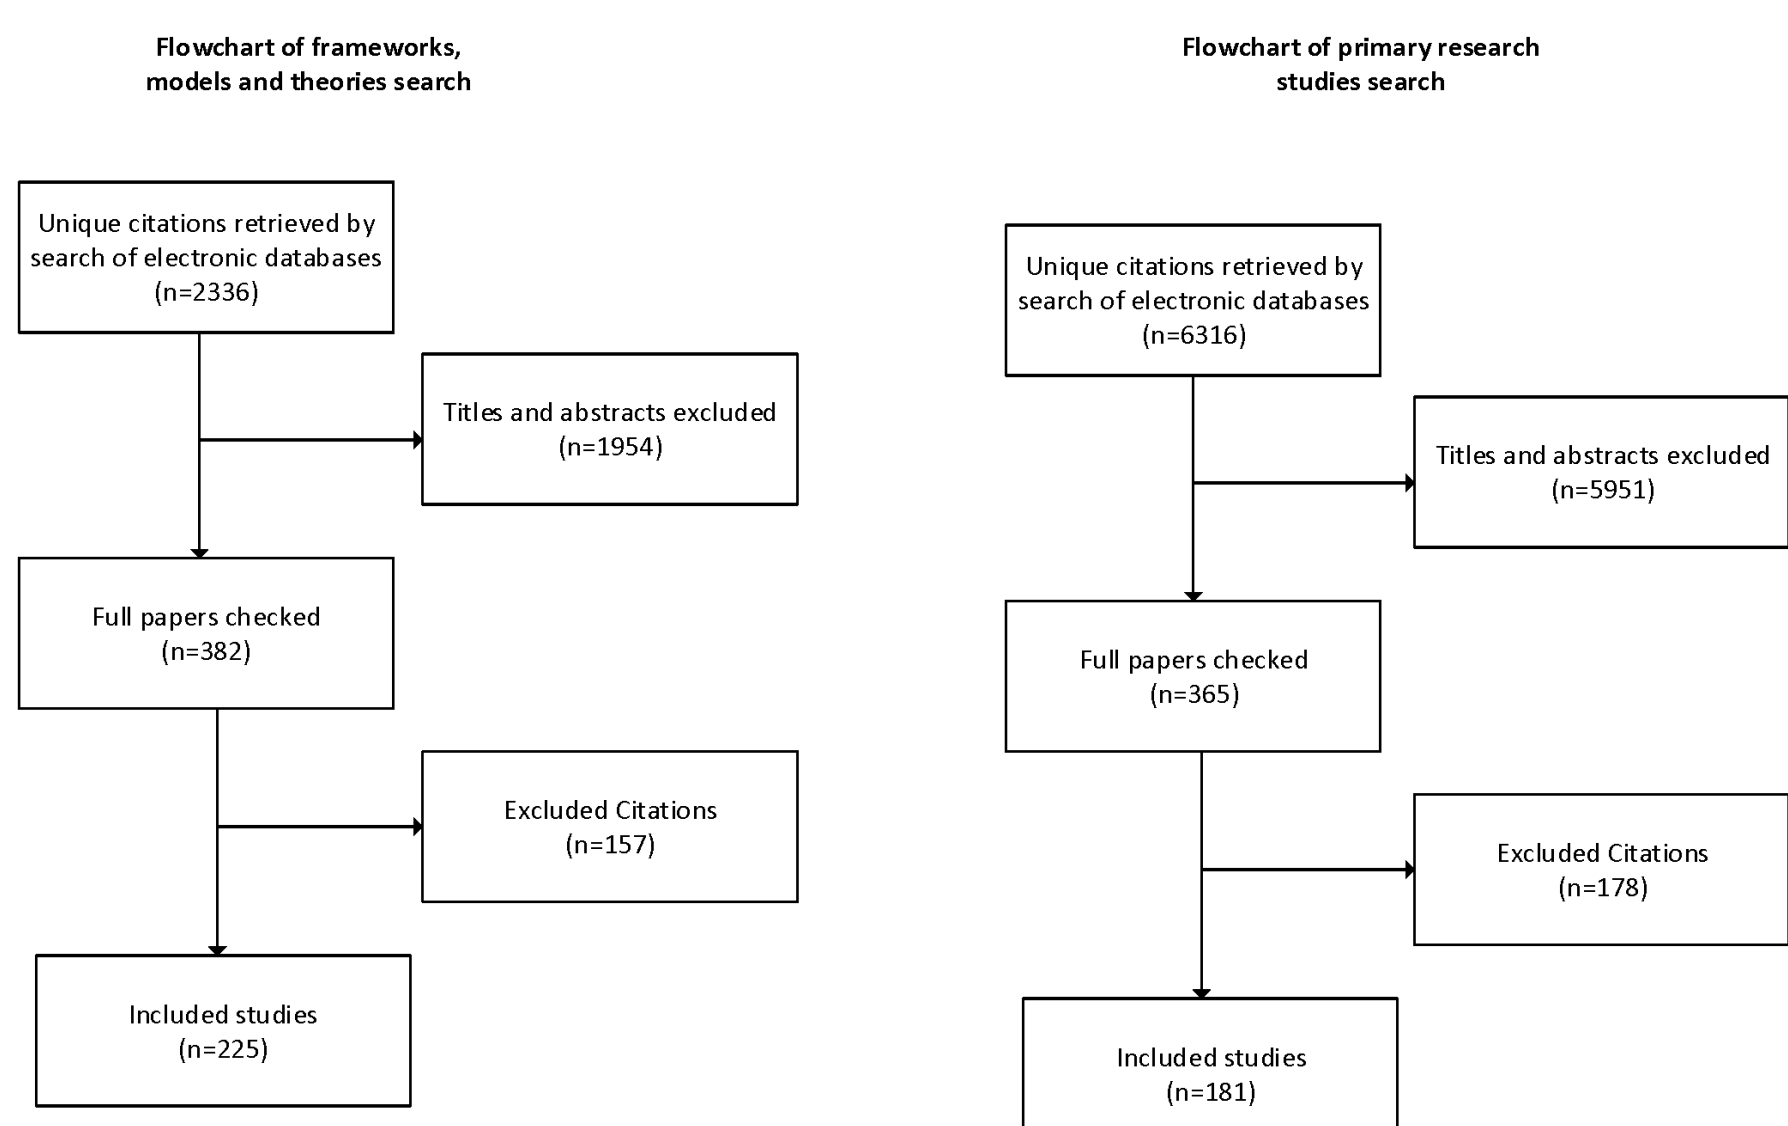 Flowchart of frameworks,
models and theories search
Unique citations retrieved by
search of electronic databases
(n=2336)
Titles and abstracts excluded
(n=1954)
Full papers checked
(n=382)
Excluded Citations
(n=157)
Included studies
(n=225)
Flowchart of primary research
studies search
Unique citations retrieved by
search of electronic databases
(n=6316)
Titles and abstracts excluded
(n=5951)
Full papers checked
(n=365)
Excluded Citations
(n=178)
Included studies
(n=181)